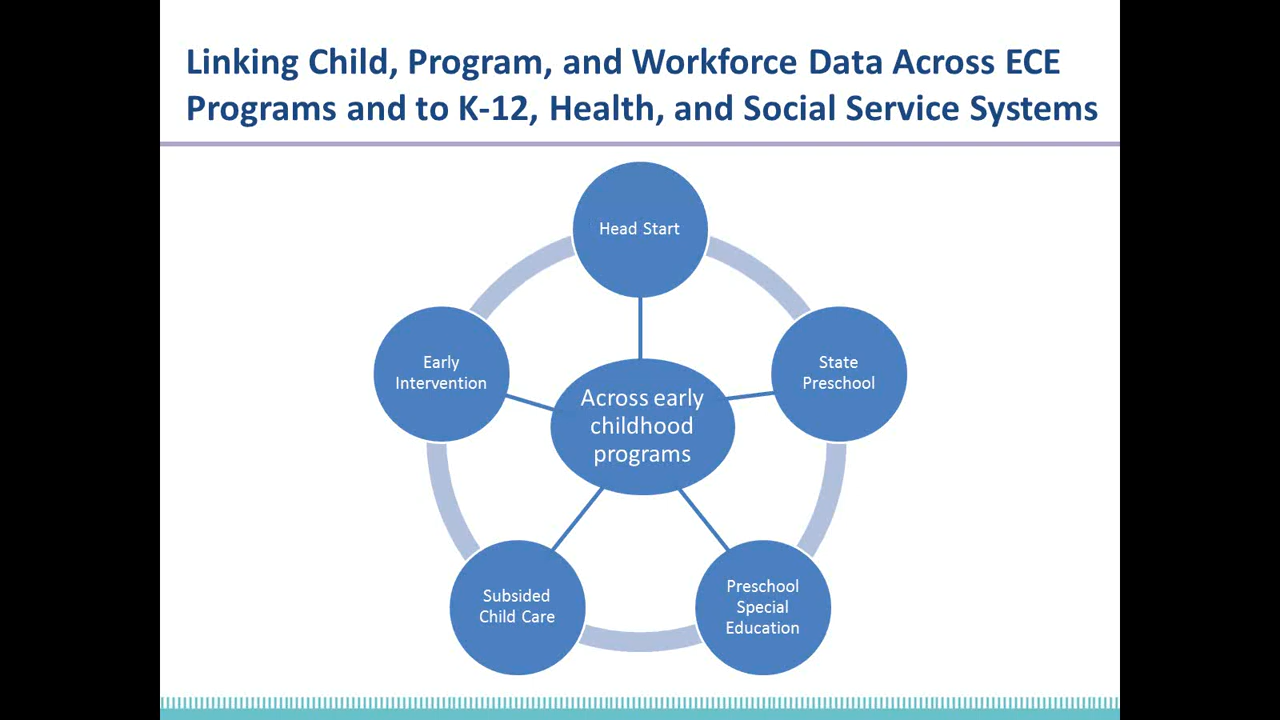 Linking Child, Program, and Workforce Data Across ECE
Programs and to K-12, Health, and Social Service Systems
Head Start
Early
Intervention
State
Preschool
Across early
childhood
programs
Subsided
Child Care
Preschool
Special
Education